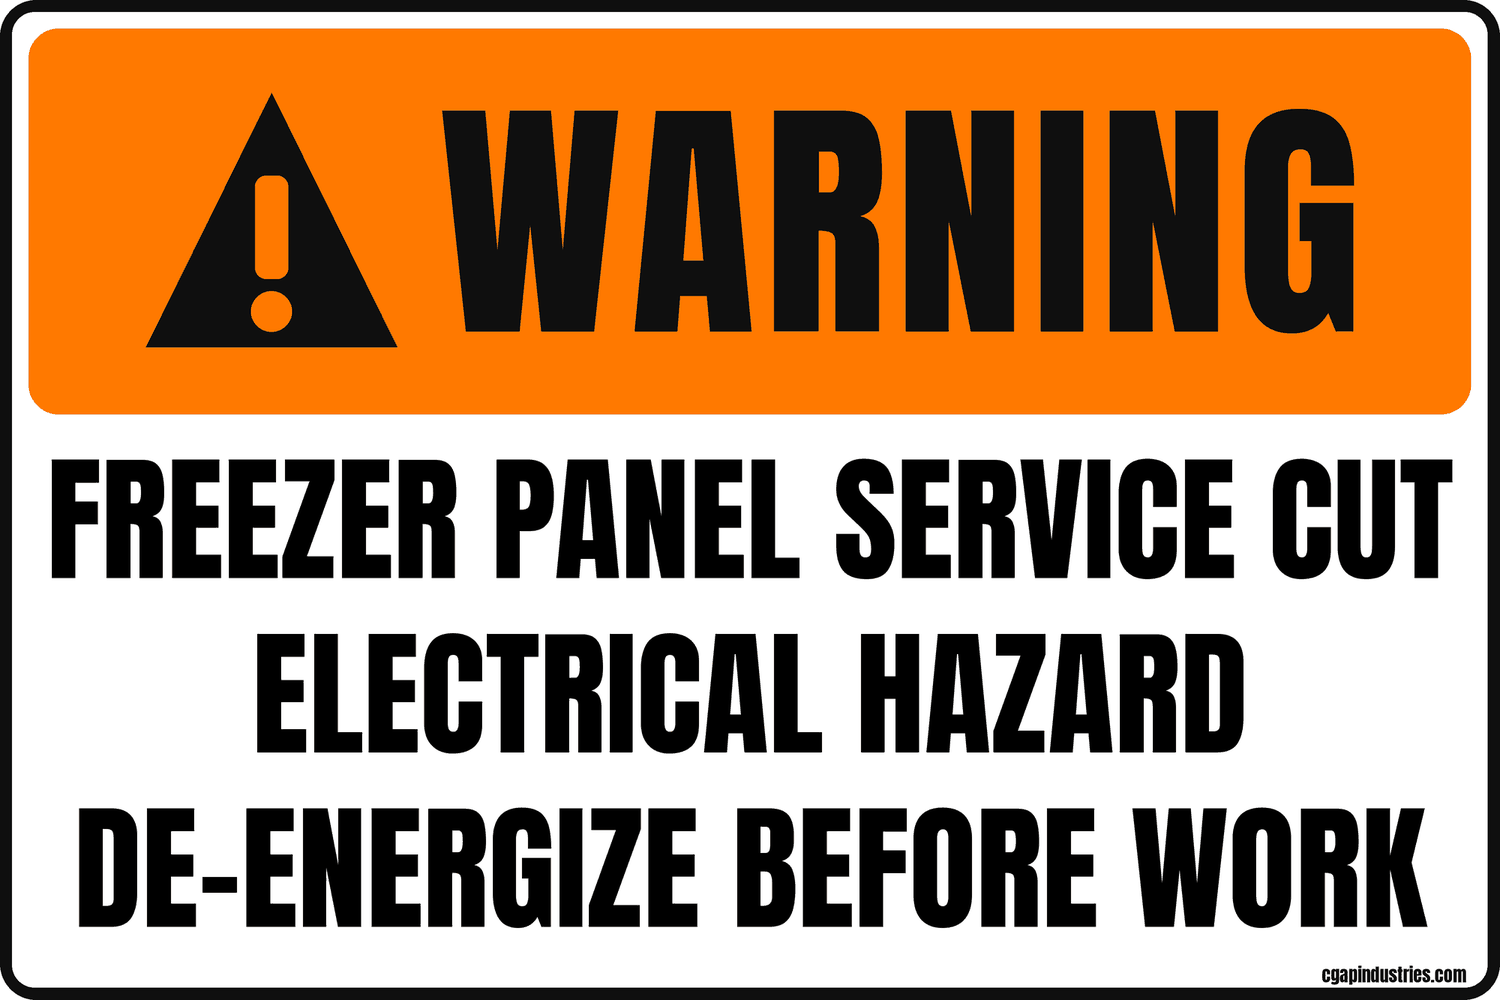 WARNING
FREEZER PANEL SERVICE CUT
ELECTRICAL HAZARD
DE-ENERGIZE BEFORE WORK
cgapindustries.com